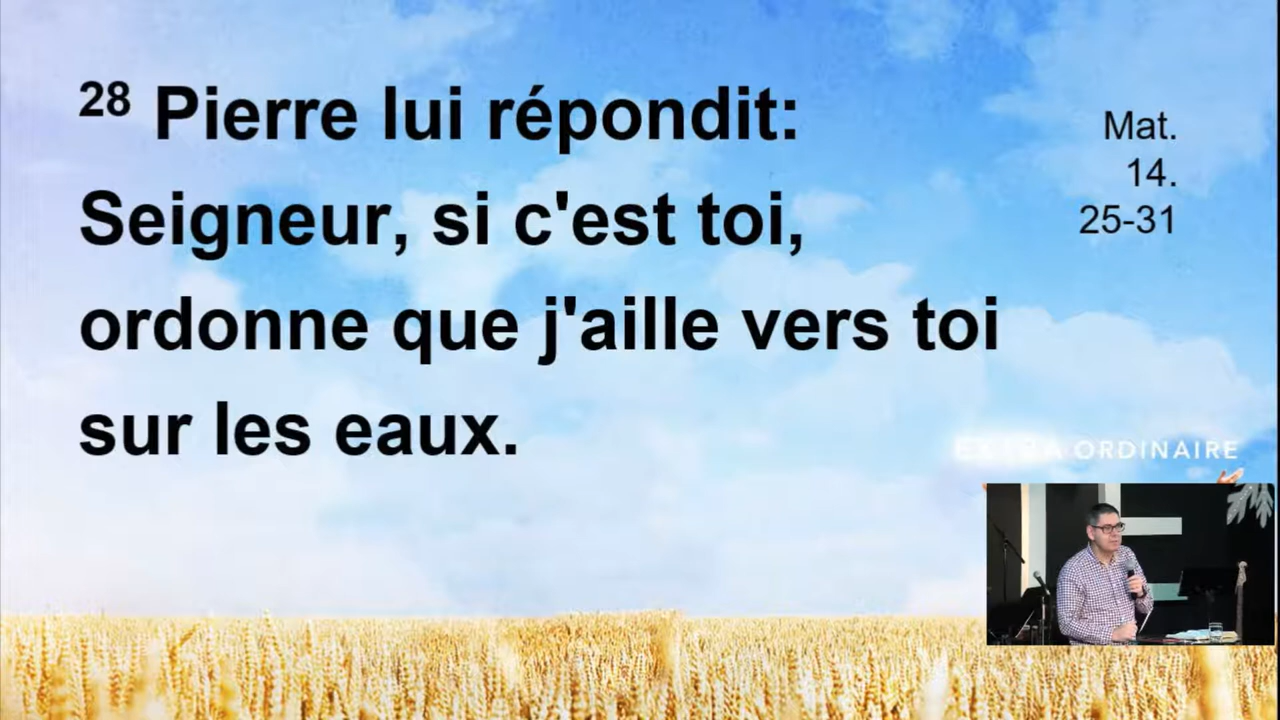 28 Pierre lui répondit:
Seigneur, si c'est toi,
ordonne que j'aille vers toi
sur les eaux.
Mat.
14.
25-31
EXTRA ORDINAIRE